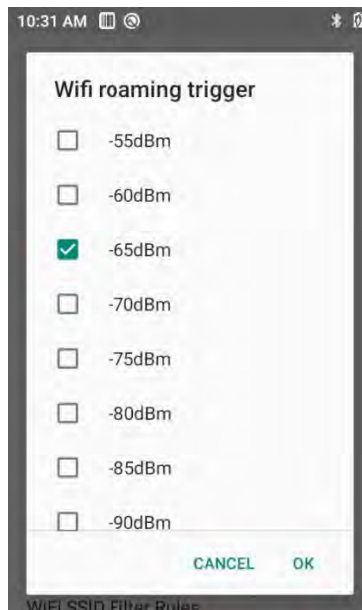 10:31 AM
Wifi roaming trigger
-55dBm
-60dBm
-65dBm
-70dBm
-75dBm
-80dBm
-85dBm
-90dBm
CANCEL OK
WiFi SSID Filter Rules